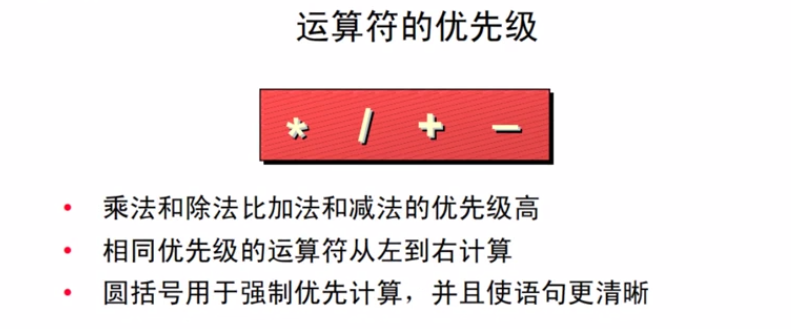 运算符的优先级
* / + −
• 乘法和除法比加法和减法的优先级高
• 相同优先级的运算符从左到右计算
• 圆括号用于强制优先计算，并且使语句更清晰